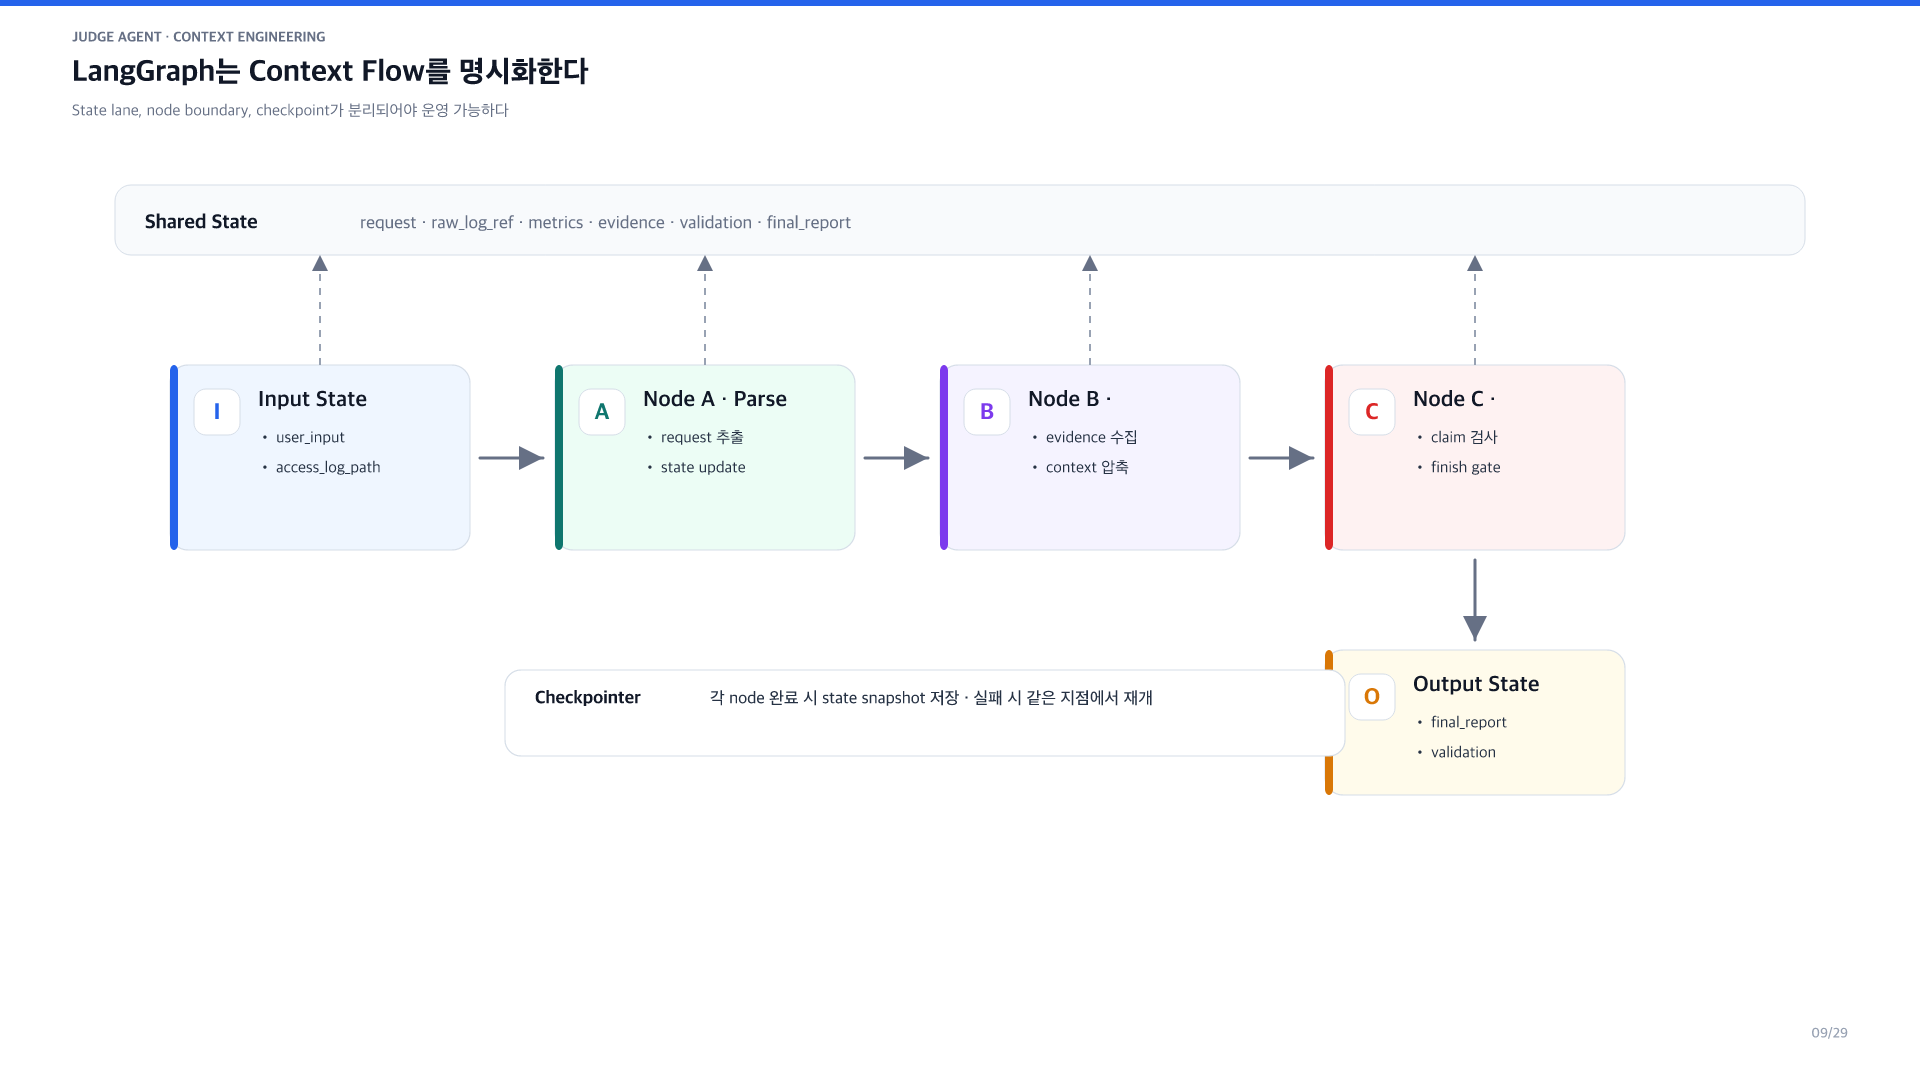 JUDGE AGENT · CONTEXT ENGINEERING
LangGraph는 Context Flow를 명시화한다
State lane, node boundary, checkpoint가 분리되어야 운영 가능하다
Shared State
request · raw_log_ref · metrics · evidence · validation · final_report
I
Input State
• user_input
• access_log_path
A
Node A · Parse
• request 추출
• state update
B
Node B ·
• evidence 수집
• context 압축
C
Node C ·
• claim 검사
• finish gate
Checkpointer
각 node 완료 시 state snapshot 저장 · 실패 시 같은 지점에서 재개
O
Output State
• final_report
• validation
09/29